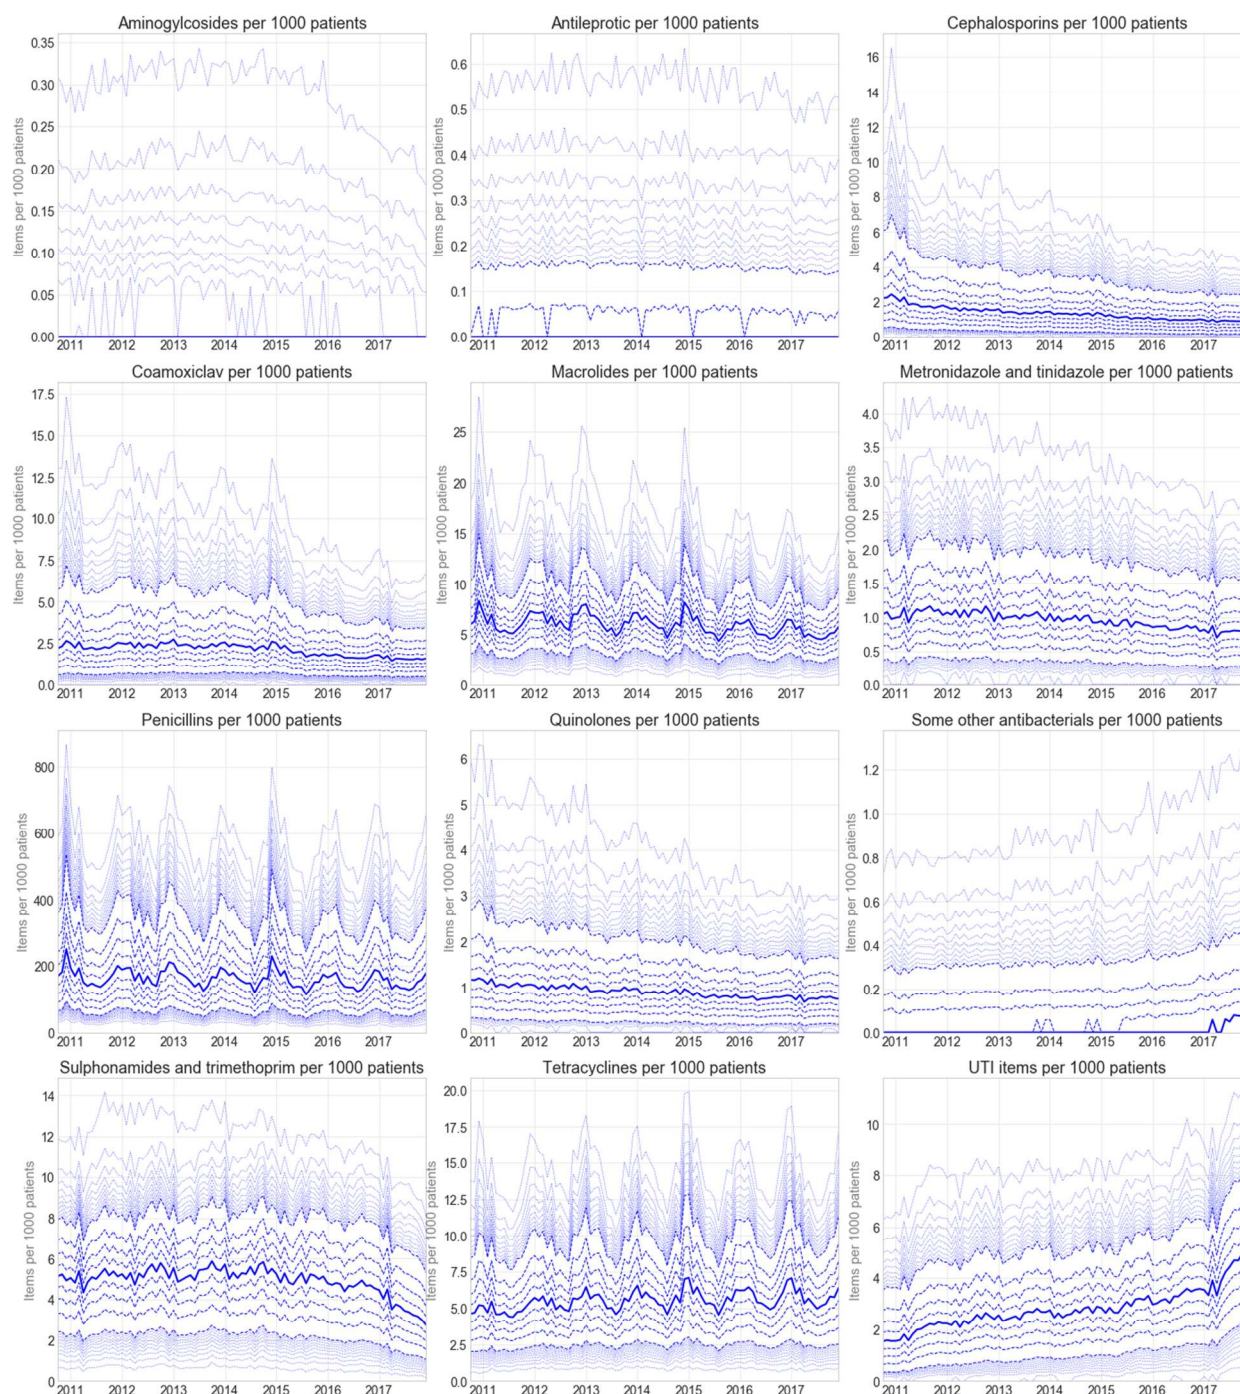 Aminogylcosides per 1000 patients
Items per 1000 patients
0.35
0.30
0.25
0.20
0.15
0.10
0.05
0.00
2011 2012 2013 2014 2015 2016 2017
Antileprotic per 1000 patients
Items per 1000 patients
0.6
0.5
0.4
0.3
0.2
0.1
0.0
2011 2012 2013 2014 2015 2016 2017
Cephalosporins per 1000 patients
Items per 1000 patients
16
14
12
10
8
6
4
2
0
2011 2012 2013 2014 2015 2016 2017
Coamoxiclav per 1000 patients
Items per 1000 patients
17.5
15.0
12.5
10.0
7.5
5.0
2.5
0.0
2011 2012 2013 2014 2015 2016 2017
Macrolides per 1000 patients
Items per 1000 patients
25
20
15
10
5
0
2011 2012 2013 2014 2015 2016 2017
Metronidazole and tinidazole per 1000 patients
Items per 1000 patients
4.0
3.5
3.0
2.5
2.0
1.5
1.0
0.5
0.0
2011 2012 2013 2014 2015 2016 2017
Penicillins per 1000 patients
Items per 1000 patients
800
600
400
200
0
2011 2012 2013 2014 2015 2016 2017
Quinolones per 1000 patients
Items per 1000 patients
6
5
4
3
2
1
0
2011 2012 2013 2014 2015 2016 2017
Some other antibacterials per 1000 patients
Items per 1000 patients
1.2
1.0
0.8
0.6
0.4
0.2
0.0
2011 2012 2013 2014 2015 2016 2017
Sulphonamides and trimethoprim per 1000 patients
Items per 1000 patients
14
12
10
8
6
4
2
0
2011 2012 2013 2014 2015 2016 2017
Tetracyclines per 1000 patients
Items per 1000 patients
20.0
17.5
15.0
12.5
10.0
7.5
5.0
2.5
0.0
2011 2012 2013 2014 2015 2016 2017
UTI items per 1000 patients
Items per 1000 patients
10
8
6
4
2
0
2011 2012 2013 2014 2015 2016 2017